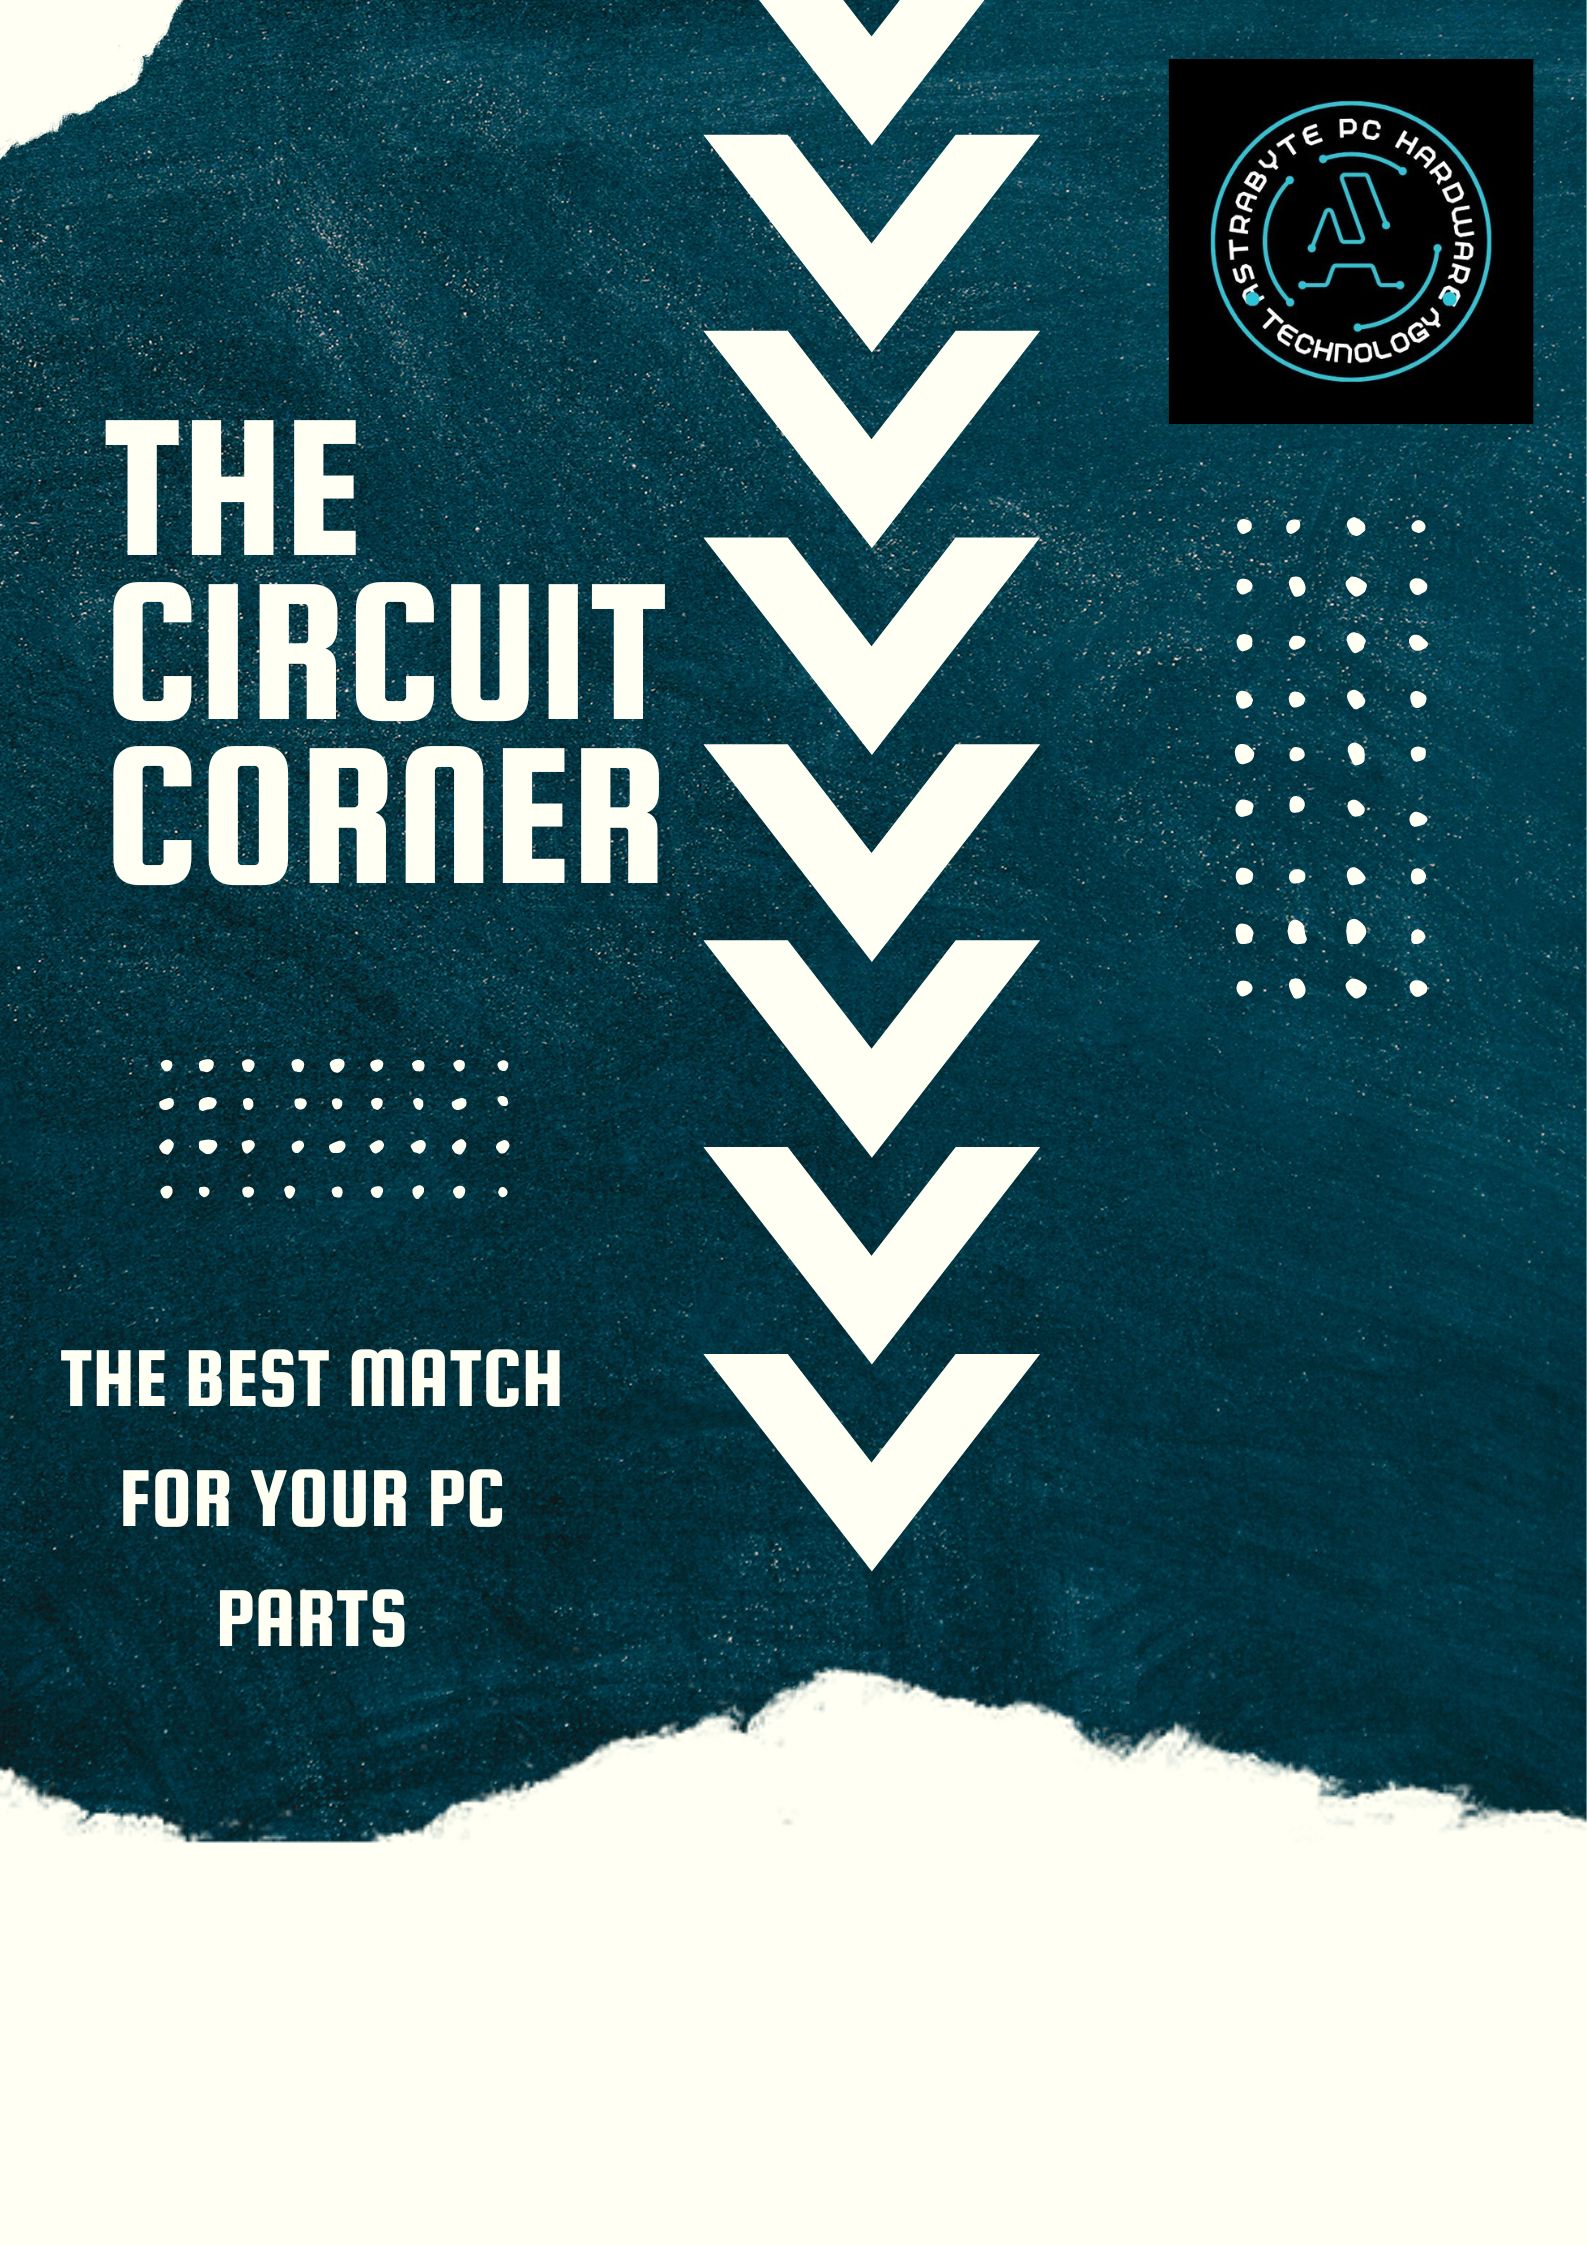 ASTRABYTE PC HARDWARE
TECHNOLOGY
THE
CIRCUIT
CORNER
THE BEST MATCH
FOR YOUR PC
PARTS